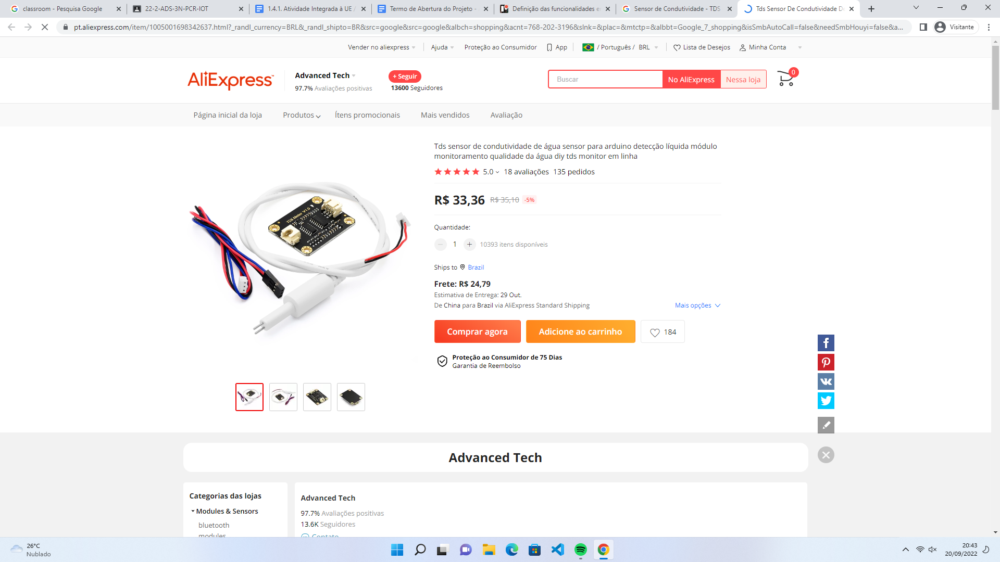 classroom - Pesquisa Google
22-2-ADS-3N-PCR-IOT
1.4.1. Atividade Integrada à UE /
Termo de Abertura do Projeto -
Definição das funcionalidades e
Sensor de Condutividade - TDS
Tds Sensor De Condutividade D
pt.aliexpress.com/item/1005001698342637.html?_randl_currency=BRL&_randl_shipto=BR&src=google&src=google&albch=shopping&acnt=768-202-3196&slnk=&plac=&mtctp=&albbt=Google_7_shopping&isSmbAutoCall=false&needSmbHouyi=false&a...
Visitante
Vender no aliexpress
Ajuda
Proteção ao Consumidor
App
/ Português / BRL
Lista de Desejos
Minha Conta
AliExpress™
Advanced Tech
97.7% Avaliações positivas
+ Seguir
13600 Seguidores
Buscar
No AliExpress
Nessa loja
0
Página inicial da loja
Produtos
Ítens promocionais
Mais vendidos
Avaliação
Tds sensor de condutividade de água sensor para arduino detecção líquida módulo
monitoramento qualidade da água diy tds monitor em linha
5.0 18 avaliações 135 pedidos
R$ 33,36 R$ 35,10 -5%
TDS Meter V1.0
Quantidade:
1 10393 itens disponíveis
Ships to Brazil
Frete: R$ 24,79
Estimativa de Entrega: 29 Out.
De China para Brazil via AliExpress Standard Shipping
Mais opções
Comprar agora
Adicione ao carrinho
184
Proteção ao Consumidor de 75 Dias
Garantia de Reembolso
Advanced Tech
Categorias das lojas
Modules & Sensors
bluetooth
modules
Advanced Tech
97.7% Avaliações positivas
13.6K Seguidores
Contato
26°C
Nublado
20:43
20/09/2022